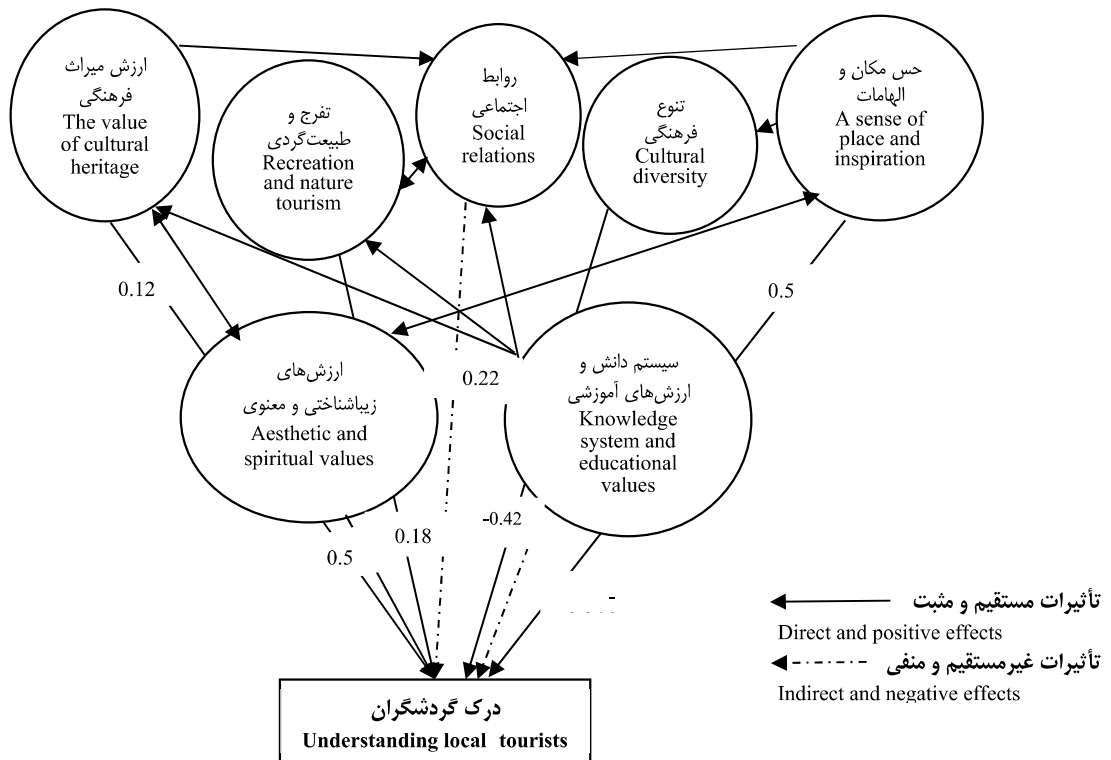 ارزش میراث
فرهنگی
The value
of cultural
heritage
تفرج و
طبیعت‌گردی
Recreation
and nature
tourism
روابط
اجتماعی
Social
relations
تنوع
فرهنگی
Cultural
diversity
حس مکان و
الهامات
A sense of
place and
inspiration
0.12
0.5
ارزش‌های
زیباشناختی و معنوی
Aesthetic and
spiritual values
0.22
سیستم دانش و
ارزش‌های آموزشی
Knowledge
system and
educational
values
0.5
0.18
-0.42
تأثیرات مستقیم و مثبت
Direct and positive effects
تأثیرات غیرمستقیم و منفی
Indirect and negative effects
درک گردشگران
Understanding local tourists